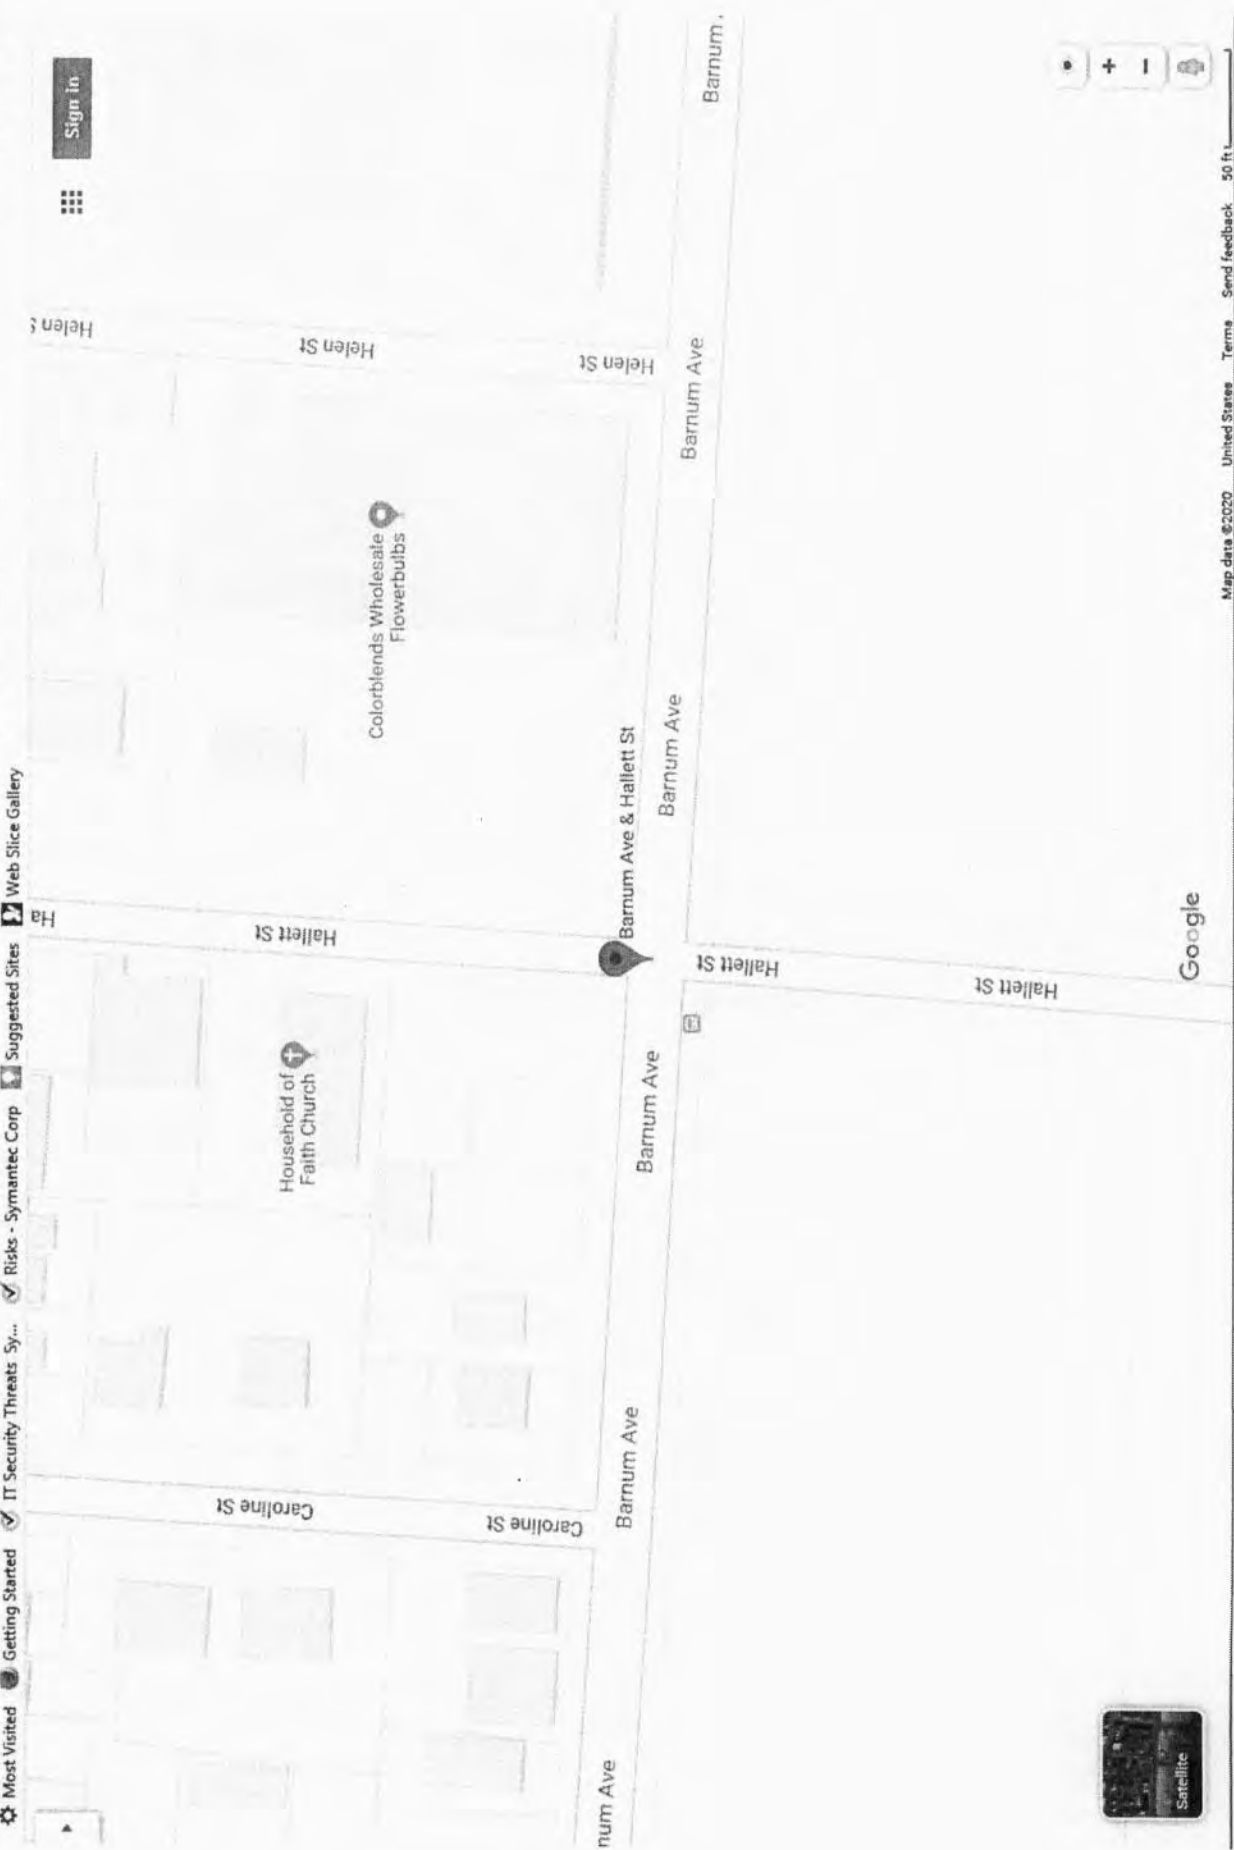 Most Visited Getting Started IT Security Threats Sy... Risks - Symantec Corp Suggested Sites Web Slice Gallery
Sign in
Ha
Helen S
Caroline St
Hallett St
Helen St
Household of
Faith Church
Colorblends Wholesale
Flowerbulbs
Caroline St
Helen St
Barnum Ave & Hallett St
num Ave
Barnum Ave
Barnum Ave
Barnum Ave
Barnum Ave
Barnum
Hallett St
Hallett St
Satellite
Google
Map data ©2020 United States Terms Send feedback 50 ft